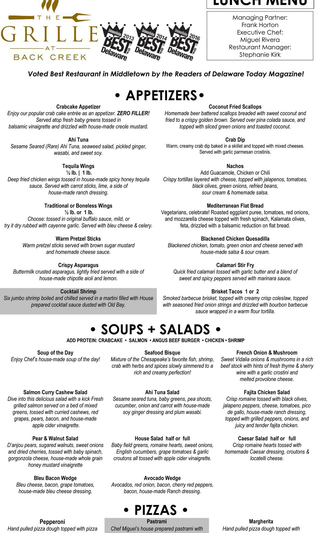 THE
GRILLE
AT
BACK CREEK
2013
BEST
Delaware
2014
BEST
Delaware
2016
BEST
Delaware
LUNCH MENU
Managing Partner:
Frank Horton
Executive Chef:
Miguel Rivera
Restaurant Manager:
Stephanie Kirk
Voted Best Restaurant in Middletown by the Readers of Delaware Today Magazine!
• APPETIZERS•
Crabcake Appetizer
Enjoy our popular crab cake entrée as an appetizer. ZERO FILLER!
Served atop fresh baby greens tossed in
balsamic vinaigrette and drizzled with house-made creole mustard.
Ahi Tuna
Sesame Seared (Rare) Ahi Tuna, seaweed salad, pickled ginger,
wasabi, and sweet soy.
Tequila Wings
½ lb. | 1 lb.
Deep fried chicken wings tossed in house-made spicy honey tequila
sauce. Served with carrot sticks, lime, a side of
house-made ranch dressing.
Traditional or Boneless Wings
½ lb. or 1 lb.
Choose: tossed in original buffalo sauce, mild, or
try it dry rubbed with cayenne garlic. Served with bleu cheese & celery.
Warm Pretzel Sticks
Warm pretzel sticks served with brown sugar mustard
and homemade cheese sauce.
Crispy Asparagus
Buttermilk crusted asparagus, lightly fried served with a side of
house-made chipotle aioli and lemon.
Cocktail Shrimp
Six jumbo shrimp boiled and chilled served in a martini filled with House
prepared cocktail sauce dusted with Old Bay.
Coconut Fried Scallops
Homemade beer battered scallops breaded with sweet coconut and
fried to a crispy golden brown. Served over pina colada sauce, and
topped with sliced green onions and toasted coconut.
Crab Dip
Warm, creamy crab dip baked in a skillet and topped with mixed cheeses.
Served with garlic parmesan crostinis.
Nachos
Add Guacamole, Chicken or Chili
Crispy tortillas layered with cheese, topped with jalapenos, tomatoes,
black olives, green onions, refried beans,
sour cream & homemade salsa.
Mediterranean Flat Bread
Vegetarians, celebrate! Roasted eggplant puree, tomatoes, red onions,
and mozzarella cheese topped with fresh spinach, Kalamata olives,
feta, drizzled with a balsamic reduction on flat bread.
Blackened Chicken Quesadilla
Blackened chicken, tomato, green onion and cheese served with
house-made salsa & sour cream.
Calamari Stir Fry
Quick fried calamari tossed with garlic butter and a blend of
sweet and spicy peppers served with marinara sauce.
Brisket Tacos 1 or 2
Smoked barbecue brisket, topped with creamy crisp coleslaw, topped
with seasoned fried onion strings and drizzled with bourbon barbecue
sauce wrapped in a warm flour tortilla.
• SOUPS + SALADS •
ADD PROTEIN: CRABCAKE • SALMON • ANGUS BEEF BURGER • CHICKEN • SHRIMP
Soup of the Day
Enjoy Chef's house-made soup of the day!
Seafood Bisque
Mixture of the Chesapeake's favorite fish, shrimp,
crab with herbs and spices slowly simmered to a
rich and creamy perfection!
French Onion & Mushroom
Sweet Vidalia onions & mushrooms in a rich
beef stock with hints of fresh thyme & sherry
wine with a garlic crostini and
melted provolone cheese.
Salmon Curry Cashew Salad
Dive into this delicious salad with a kick Fresh
grilled salmon served on a bed of mixed
greens, tossed with curried cashews, red
grapes, pears, bacon, and house-made
apple cider vinaigrette.
Ahi Tuna Salad
Sesame seared tuna, baby greens, pea shoots,
cucumber, onion and carrot with house-made
soy ginger dressing and plum wasabi.
Fajita Chicken Salad
Crisp romaine tossed with black olives,
jalapeno peppers, cheese, tomatoes, pico
de gallo, house-made ranch dressing,
topped with grilled peppers, onions, and
juicy and tender fajita chicken.
Pear & Walnut Salad
D'anjou pears, sugared walnuts, sweet onions
and dried cherries, tossed with baby spinach,
gorgonzola cheese, house-made whole grain
honey mustard vinaigrette
House Salad half or full
Baby field greens, romaine hearts, sweet onions,
English cucumbers, grape tomatoes & garlic
croutons all tossed with apple cider vinaigrette.
Caesar Salad half or full
Crisp romaine hearts tossed with
homemade Caesar dressing, croutons &
locatelli cheese.
Bleu Bacon Wedge
Bleu cheese, bacon, grape tomatoes,
house-made bleu cheese dressing.
Avocado Wedge
Avocados, red onion, bacon, cherry red peppers,
bacon, house-made Ranch dressing.
• PIZZAS •
Pepperoni
Hand pulled pizza dough topped with pizza
Pastrami
Chef Miguel's house prepared pastrami with
Margherita
Hand pulled pizza dough topped with